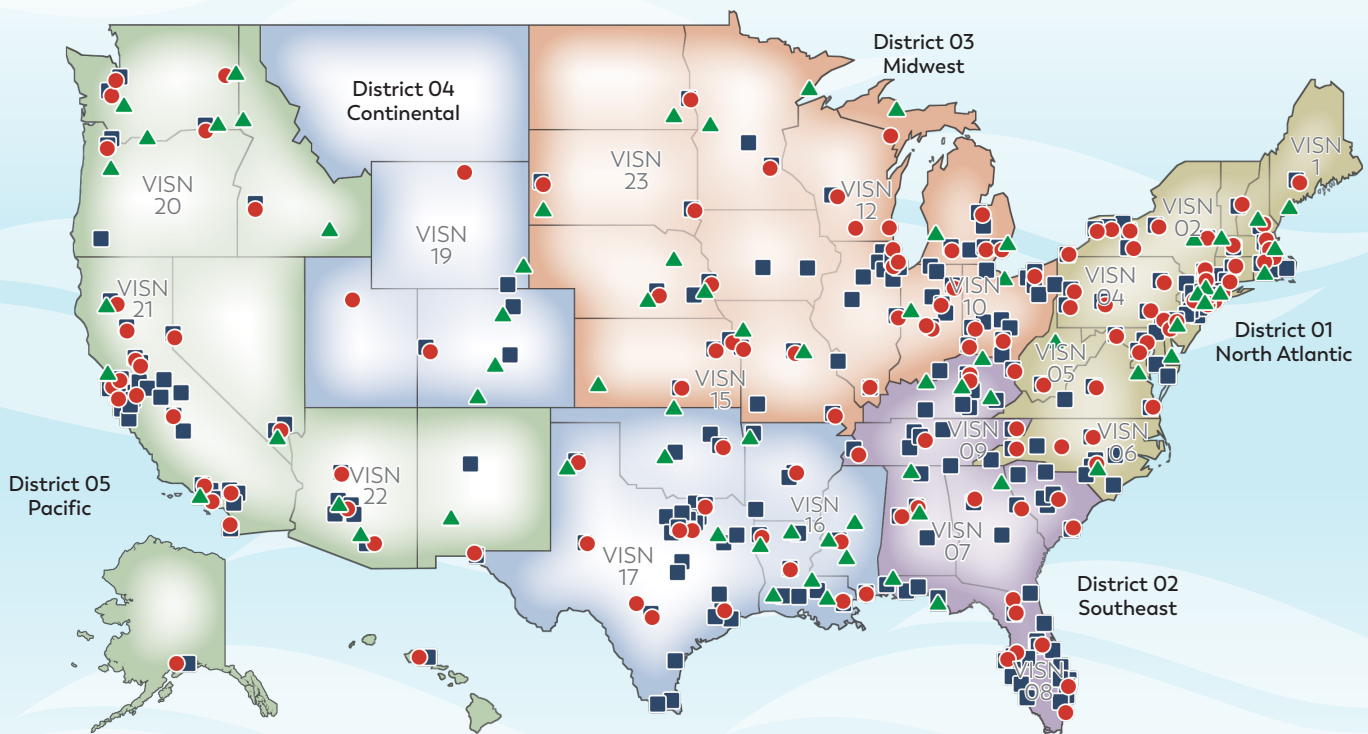 District 03
Midwest
District 04
Continental
VISN
1
VISN
23
VISN
20
VISN
12
VISN
02
VISN
19
VISN
21
VISN
10
VISN
04
District 01
North Atlantic
VISN
05
VISN
15
VISN
09
VISN
06
District 05
Pacific
VISN
22
VISN
16
VISN
07
VISN
17
District 02
Southeast
VISN
08